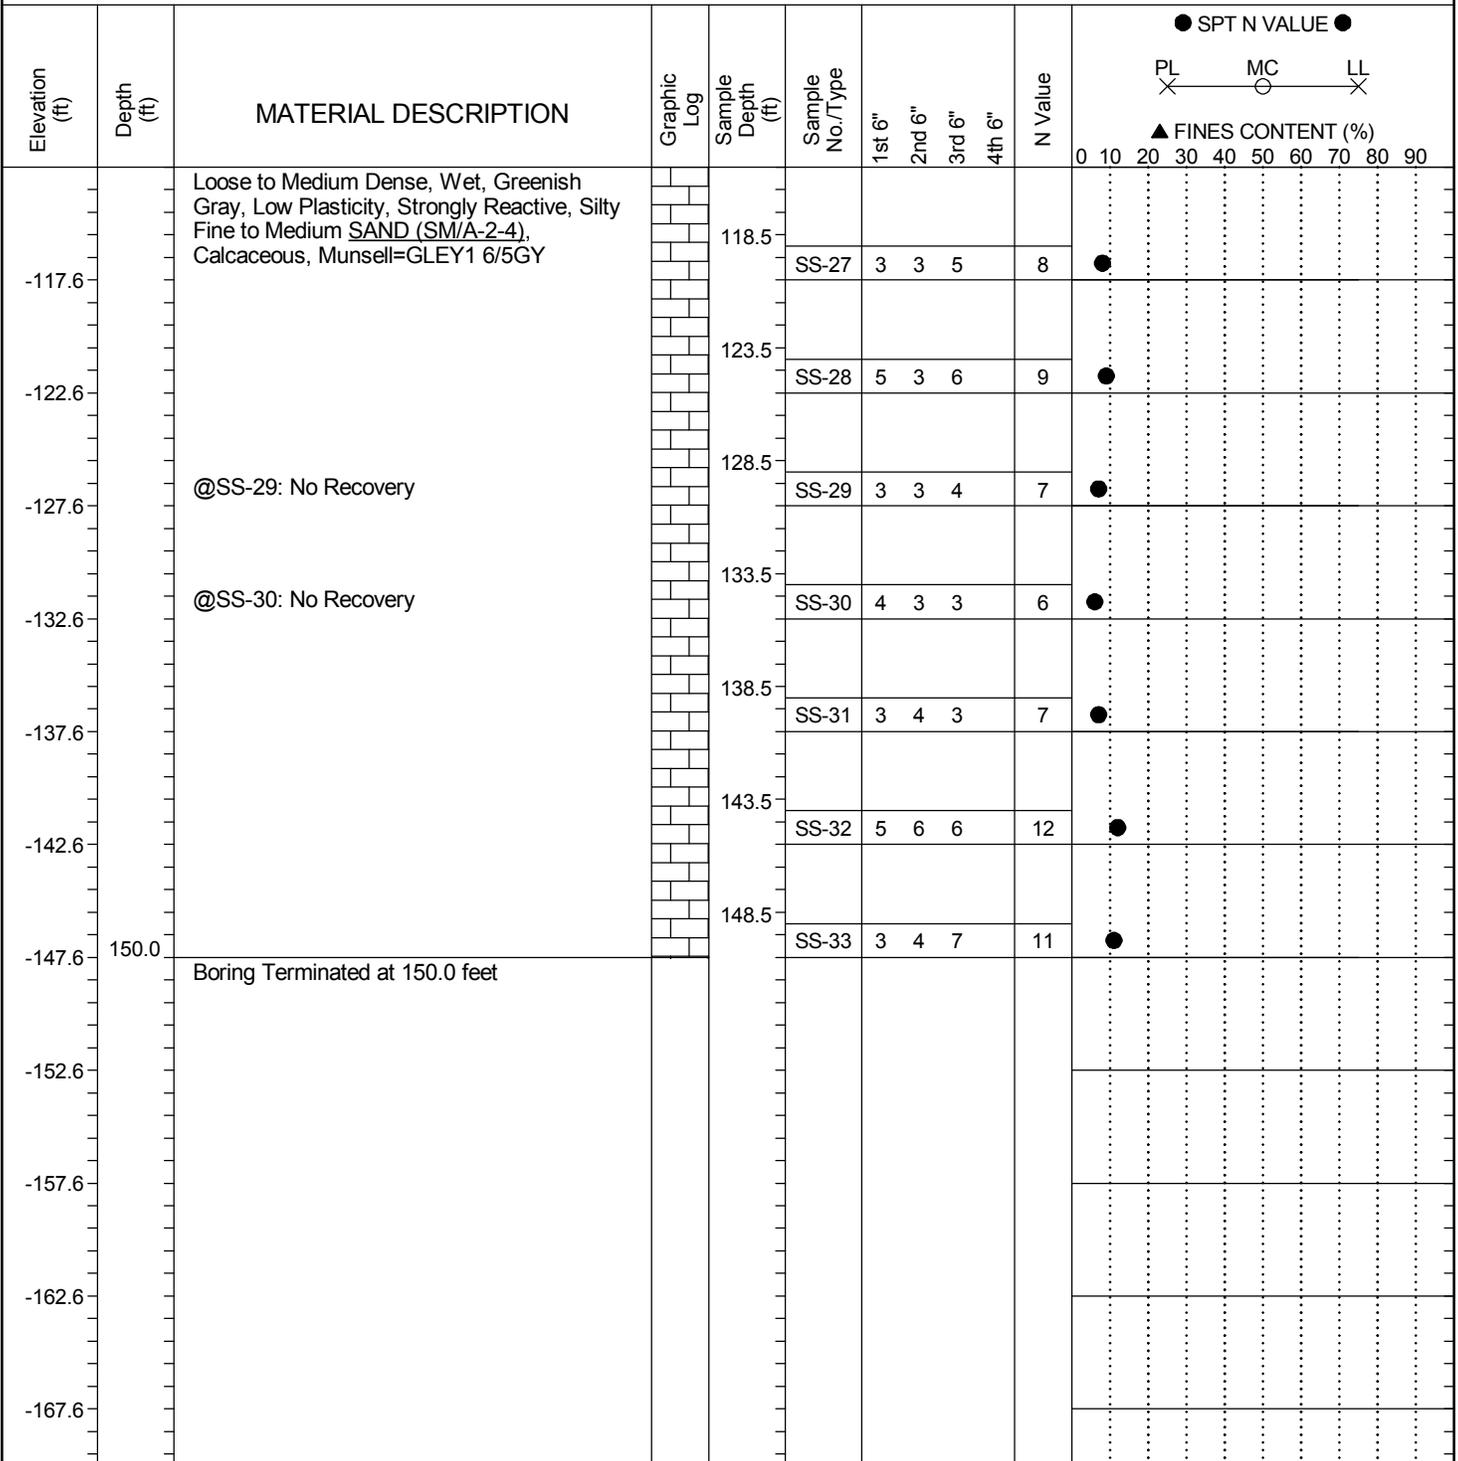 ● SPT N VALUE ●
PL MC LL
▲ FINES CONTENT (%)
0 10 20 30 40 50 60 70 80 90
Elevation (ft)
Depth (ft)
MATERIAL DESCRIPTION
Graphic Log
Sample Depth (ft)
Sample No./Type
1st 6"
2nd 6"
3rd 6"
4th 6"
N Value
Loose to Medium Dense, Wet, Greenish
Gray, Low Plasticity, Strongly Reactive, Silty
Fine to Medium SAND (SM/A-2-4),
Calcaceous, Munsell=GLEY1 6/5GY
118.5
SS-27 3 3 5 8
-117.6
123.5
SS-28 5 3 6 9
-122.6
128.5
@SS-29: No Recovery
SS-29 3 3 4 7
-127.6
133.5
@SS-30: No Recovery
SS-30 4 3 3 6
-132.6
138.5
SS-31 3 4 3 7
-137.6
143.5
SS-32 5 6 6 12
-142.6
148.5
SS-33 3 4 7 11
-147.6 150.0
Boring Terminated at 150.0 feet
-152.6
-157.6
-162.6
-167.6